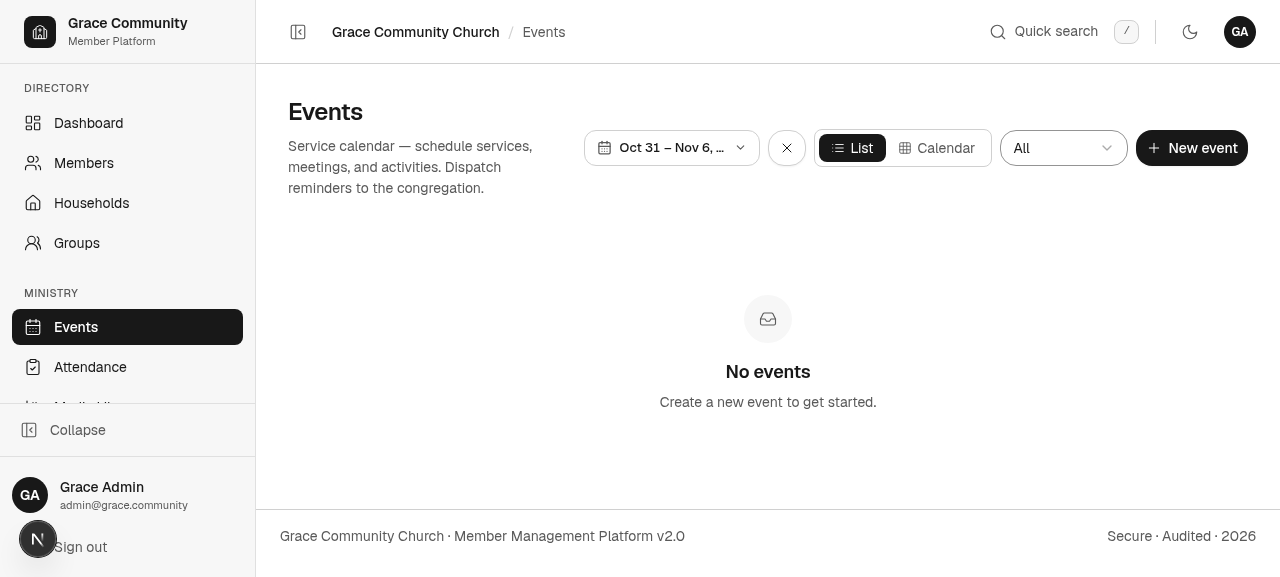 Grace Community
Member Platform
DIRECTORY
Dashboard
Members
Households
Groups
MINISTRY
Events
Attendance
Collapse
GA
Grace Admin
admin@grace.community
N
Sign out
Grace Community Church / Events
Quick search /
GA
Events
Service calendar — schedule services,
meetings, and activities. Dispatch
reminders to the congregation.
Oct 31 – Nov 6, ...
List
Calendar
All
New event
No events
Create a new event to get started.
Grace Community Church · Member Management Platform v2.0
Secure · Audited · 2026